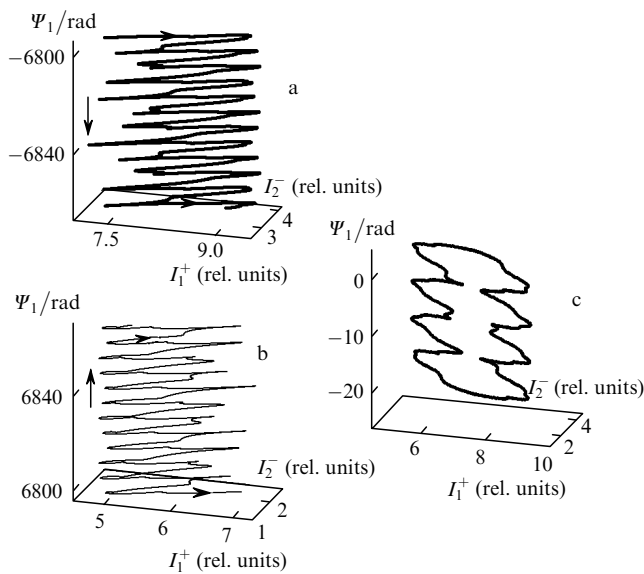 Ψ₁/rad
−6800
a
−6840
I₂⁻ (rel. units)
4
3
7.5
9.0
I₁⁺ (rel. units)
Ψ₁/rad
0
c
−10
−20
I₂⁻ (rel. units)
4
2
6
8
10
I₁⁺ (rel. units)
Ψ₁/rad
b
6840
I₂⁻ (rel. units)
6800
2
1
5
6
7
I₁⁺ (rel. units)